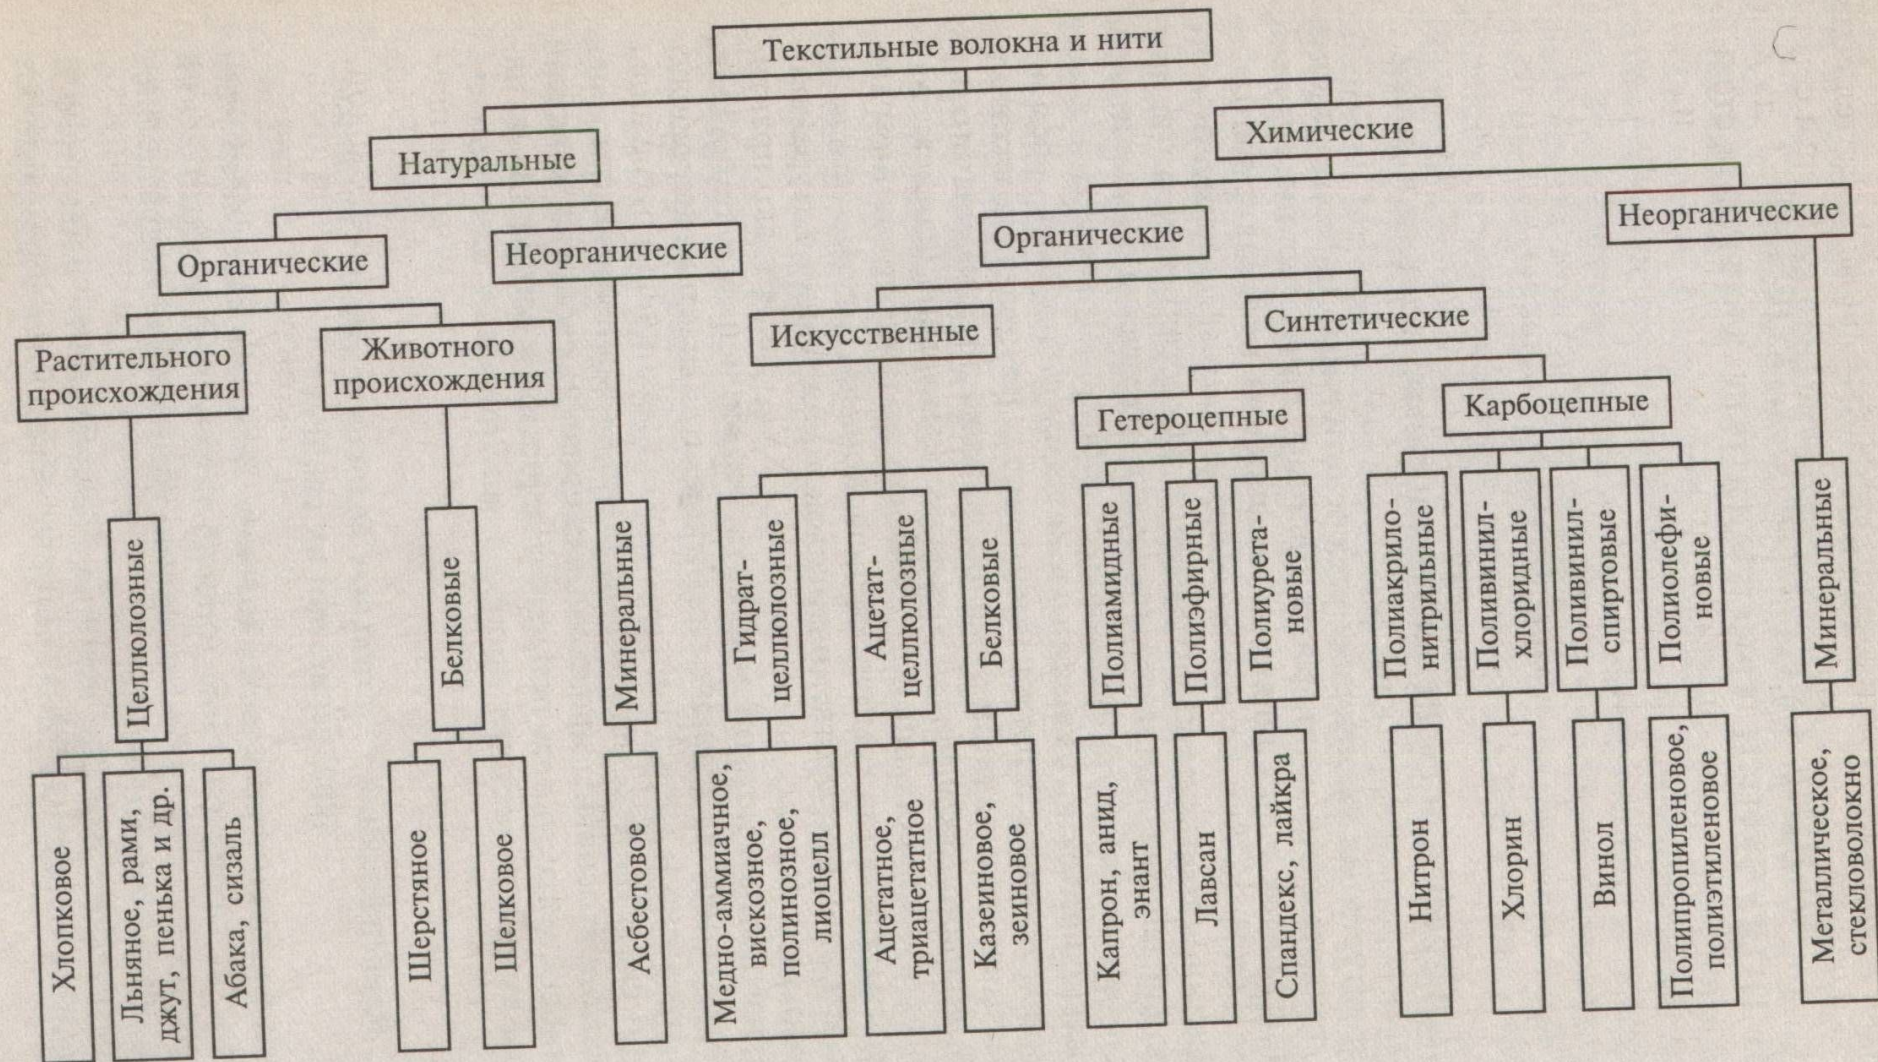 Текстильные волокна и нити
Натуральные
Химические
Органические
Неорганические
Органические
Неорганические
Растительного
происхождения
Животного
происхождения
Искусственные
Синтетические
Гетероцепные
Карбоцепные
Целлюлозные
Белковые
Минеральные
Гидрат-
целлюлозные
Ацетат-
целлюлозные
Белковые
Полиамидные
Полиэфирные
Полиурета-
новые
Полиакрило-
нитрильные
Поливинил-
хлоридные
Поливинил-
спиртовые
Полиолефи-
новые
Минеральные
Хлопковое
Льняное, рами,
джут, пенька и др.
Абака, сизаль
Шерстяное
Шелковое
Асбестовое
Медно-аммиачное,
вискозное,
полинозное,
лиоцелл
Ацетатное,
триацетатное
Казеиновое,
зеиновое
Капрон, анид,
энант
Лавсан
Спандекс, лайкра
Нитрон
Хлорин
Винол
Полипропиленовое,
полиэтиленовое
Металлическое,
стекловолокно